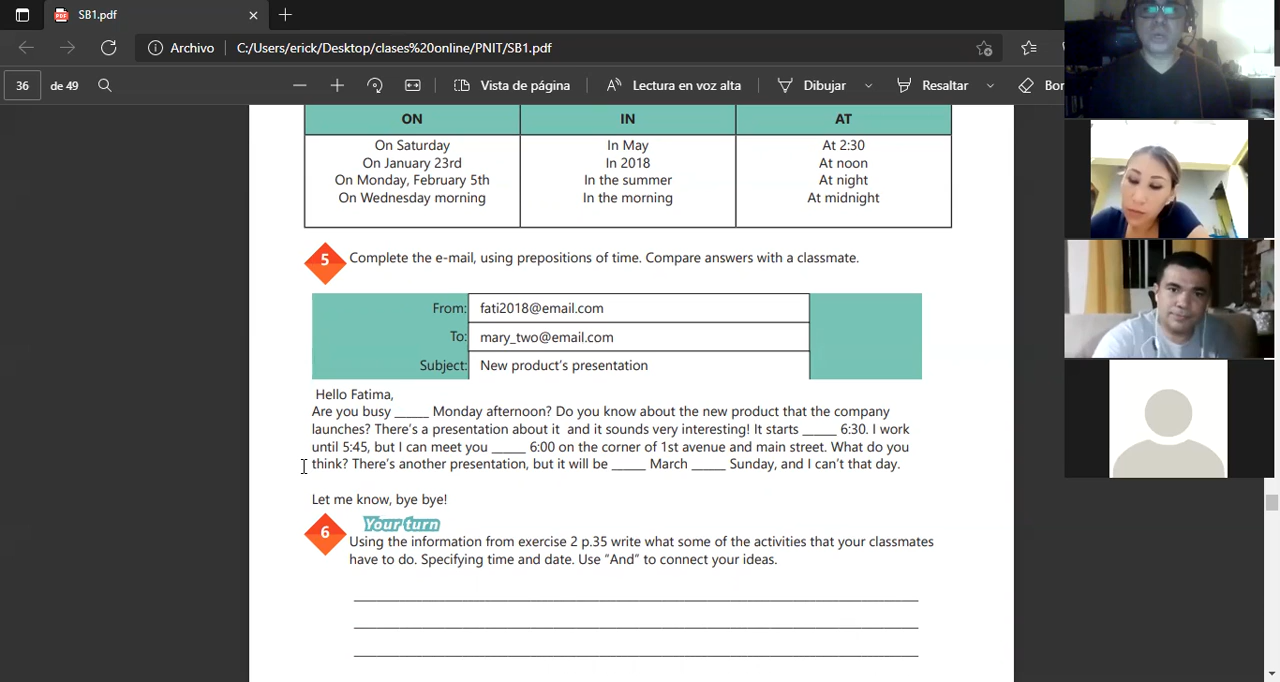 SB1.pdf
Archivo C:/Users/erick/Desktop/clases%20online/PNIT/SB1.pdf
36 de 49 Vista de página Lectura en voz alta Dibujar Resaltar Bor
ON IN AT
On Saturday In May At 2:30
On January 23rd In 2018 At noon
On Monday, February 5th In the summer At night
On Wednesday morning In the morning At midnight
5 Complete the e-mail, using prepositions of time. Compare answers with a classmate.
From: fati2018@email.com
To: mary_two@email.com
Subject: New product's presentation
Hello Fatima,
Are you busy _____ Monday afternoon? Do you know about the new product that the company
launches? There's a presentation about it and it sounds very interesting! It starts _____ 6:30. I work
until 5:45, but I can meet you _____ 6:00 on the corner of 1st avenue and main street. What do you
think? There's another presentation, but it will be _____ March _____ Sunday, and I can't that day.
Let me know, bye bye!
6 Your turn
Using the information from exercise 2 p.35 write what some of the activities that your classmates
have to do. Specifying time and date. Use "And" to connect your ideas.